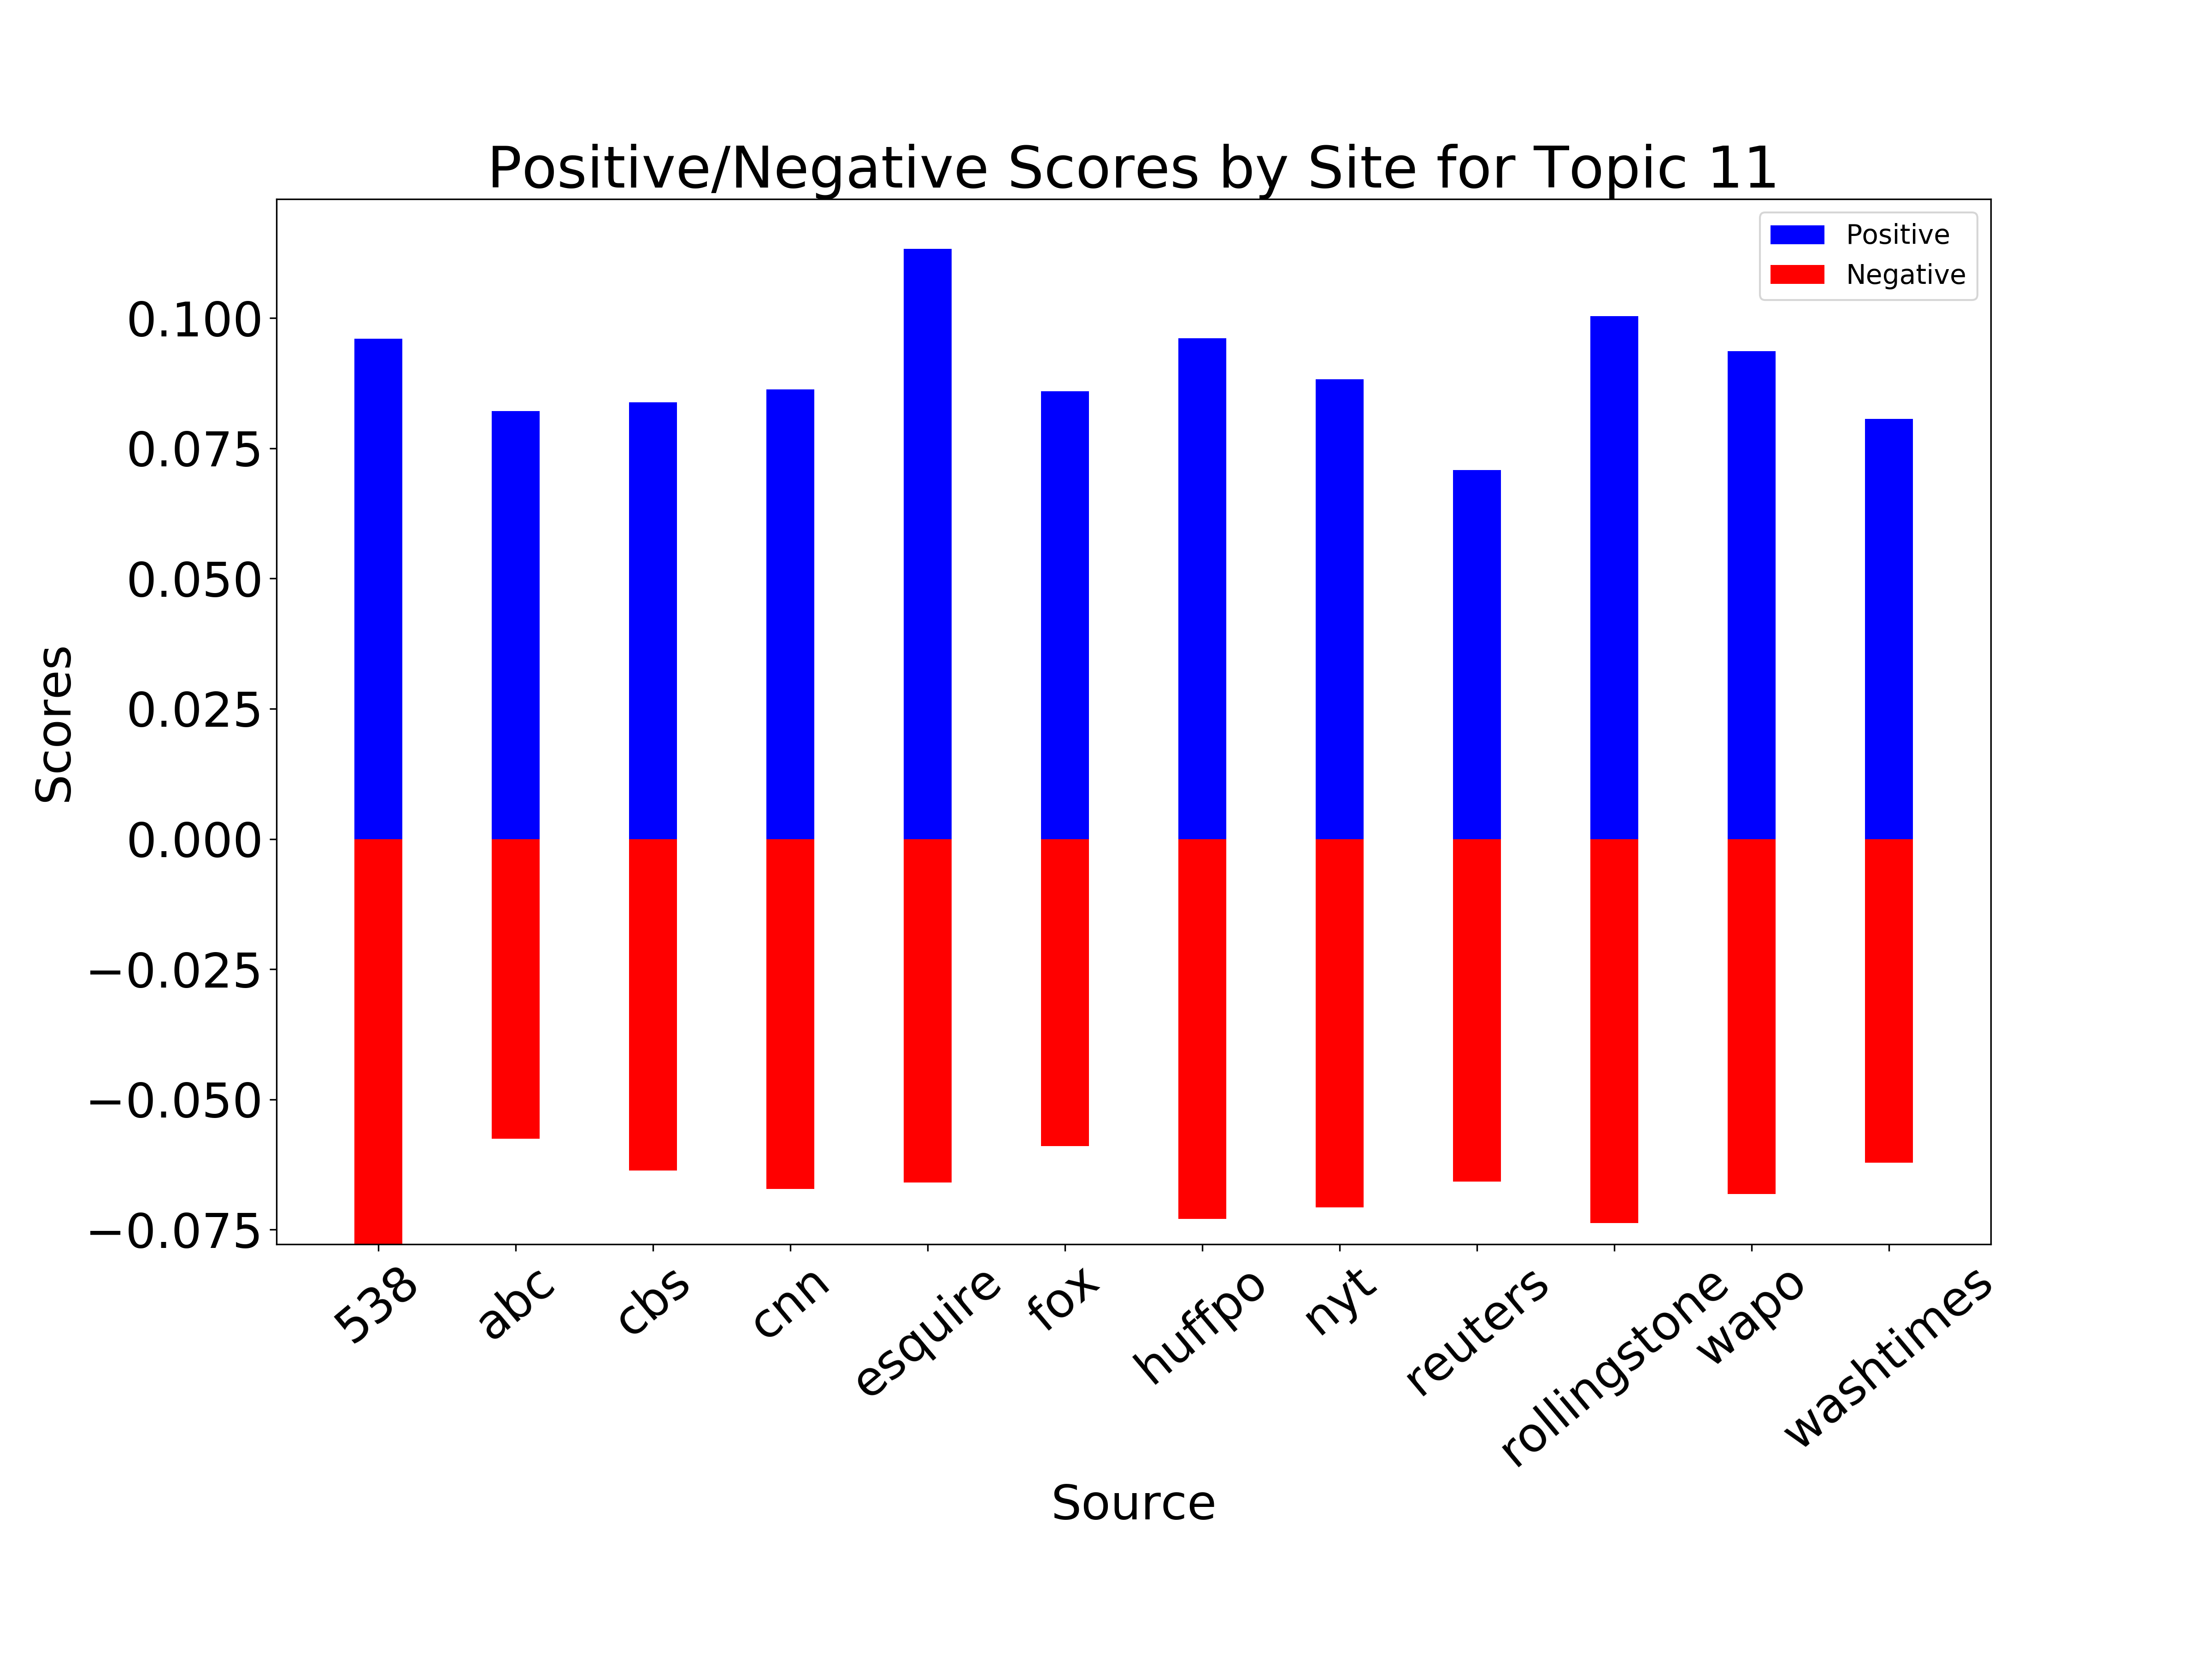 Positive/Negative Scores by Site for Topic 11
Positive
Negative
0.100
0.075
0.050
0.025
0.000
−0.025
−0.050
−0.075
Scores
538
abc
cbs
cnn
esquire
fox
huffpo
nyt
reuters
rollingstone
wapo
washtimes
Source